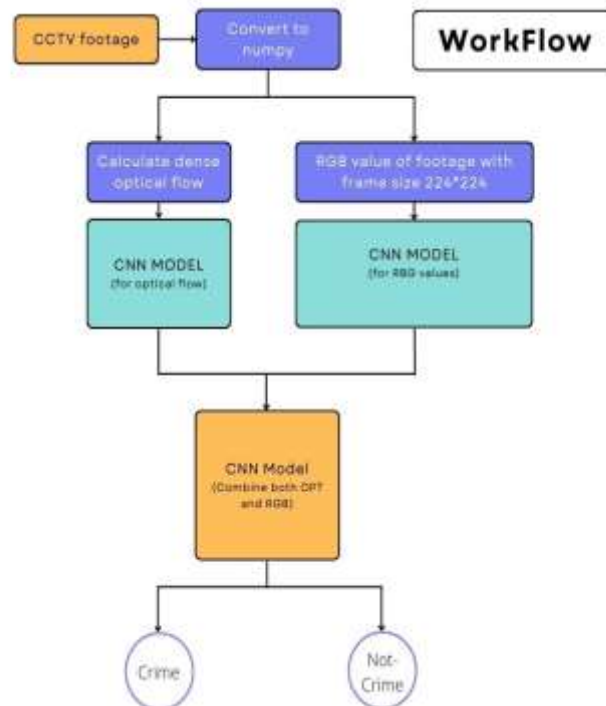 CCTV footage
Convert to
numpy
WorkFlow
Calculate dense
optical flow
RGB value of footage with
frame size 224*224
CNN MODEL
(for optical flow)
CNN MODEL
(for RBG values)
CNN Model
(Combine both OPT
and RGB)
Crime
Not-
Crime